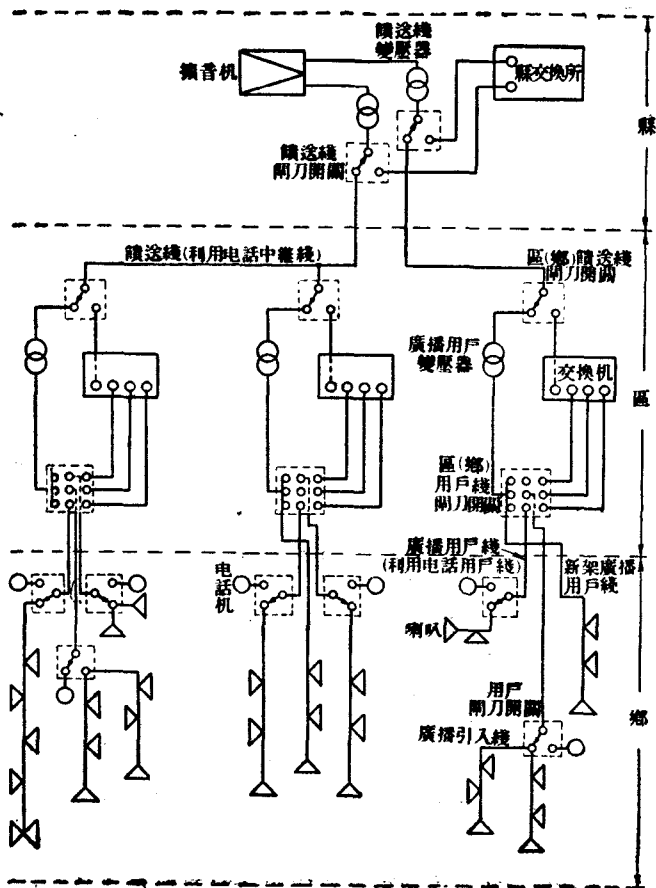 饋送綫
變壓器
擴音机
縣交換所
縣
饋送綫
閘刀開關
饋送綫(利用电話中繼綫)
區(鄉)饋送綫
閘刀開關
廣播用戶
變壓器
交換机
區
區(鄉)
用戶綫
閘刀開關
廣播用戶綫
(利用电話用戶綫)
新架廣播
用戶綫
电
話
机
喇叭
用戶
閘刀開關
廣播引入綫
鄉